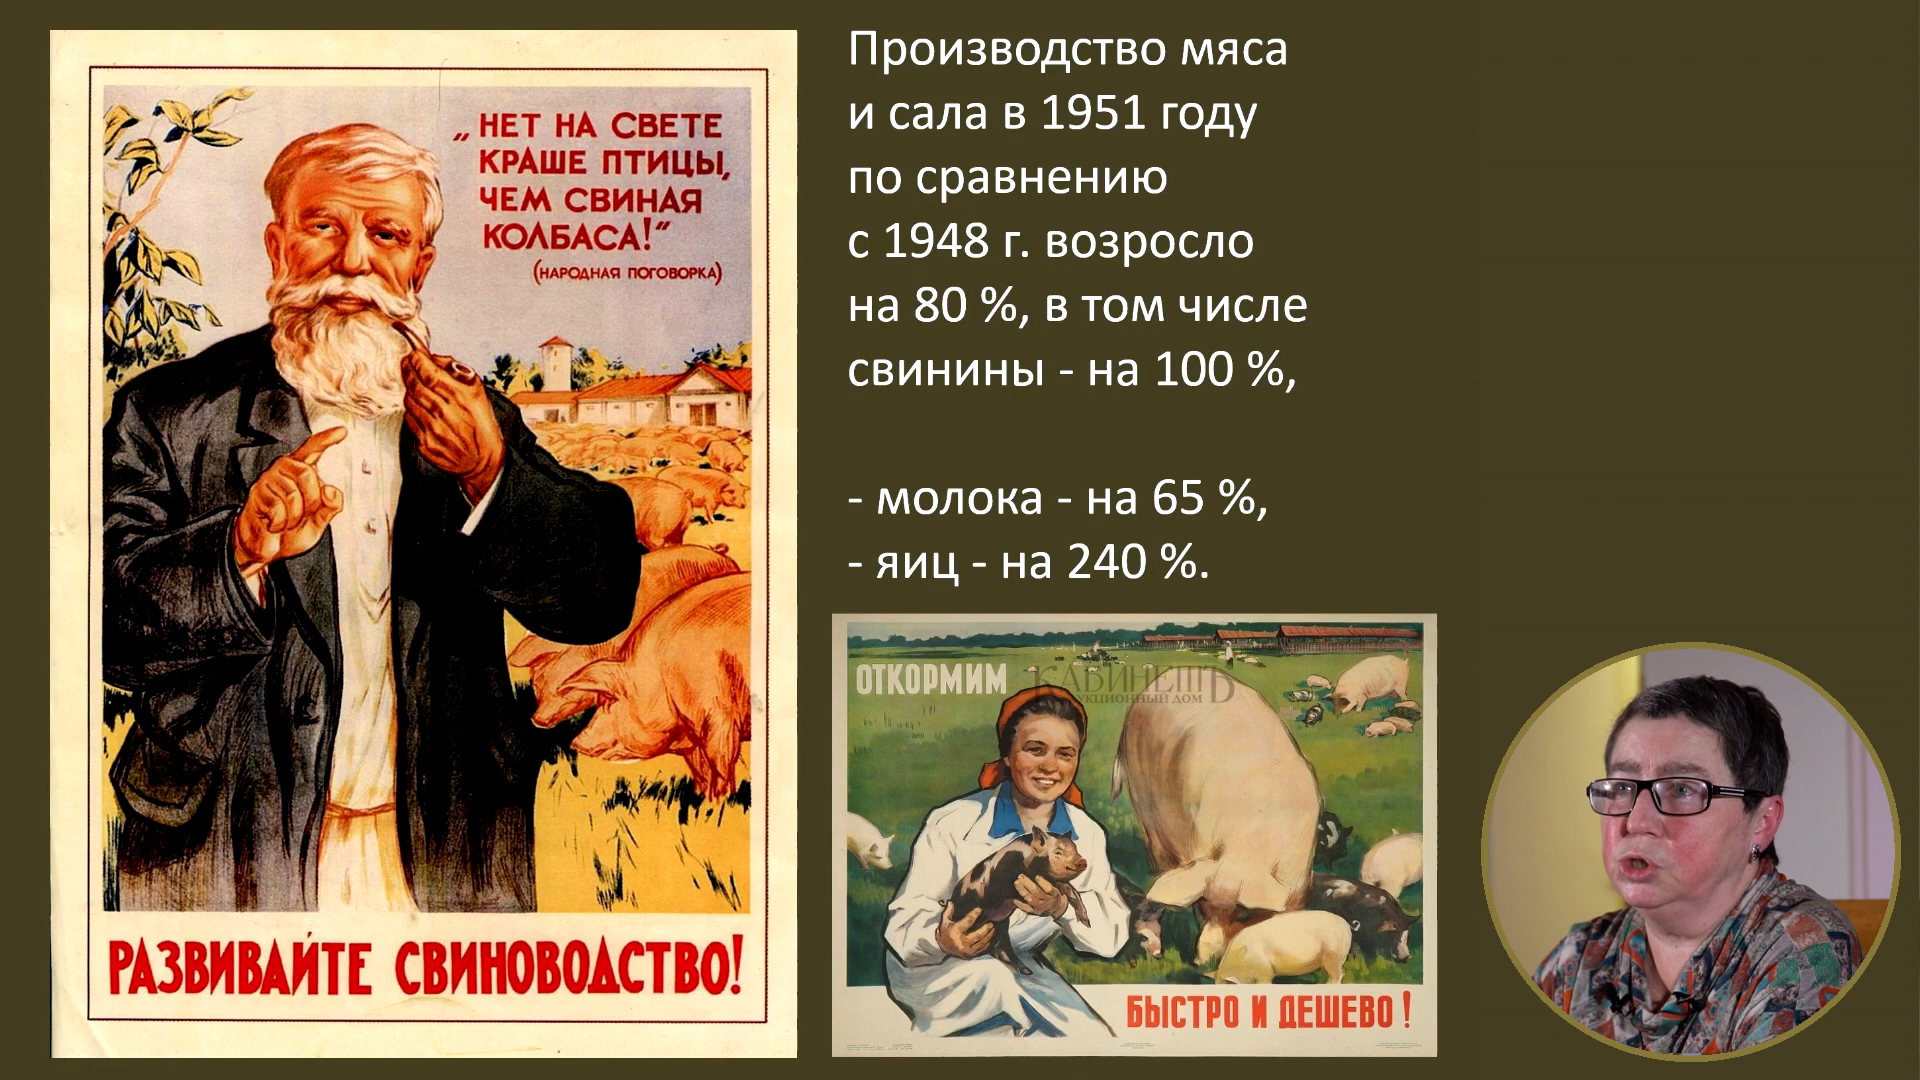 „НЕТ НА СВЕТЕ
КРАШЕ ПТИЦЫ,
ЧЕМ СВИНАЯ
КОЛБАСА!“
(НАРОДНАЯ ПОГОВОРКА)
РАЗВИВАЙТЕ СВИНОВОДСТВО!
Производство мяса
и сала в 1951 году
по сравнению
с 1948 г. возросло
на 80 %, в том числе
свинины - на 100 %,
- молока - на 65 %,
- яиц - на 240 %.
ОТКОРМИМ
КАБИНЕТЪ
УКЦИОННЫЙ ДОМ
БЫСТРО И ДЕШЕВО!